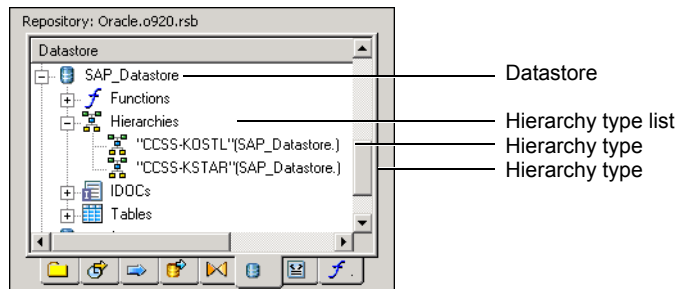 Repository: Oracle.o920.rsb
Datastore
SAP_Datastore
Datastore
Functions
Hierarchies
Hierarchy type list
"CCSS-KOSTL"(SAP_Datastore.)
Hierarchy type
"CCSS-KSTAR"(SAP_Datastore.)
Hierarchy type
IDOCs
Tables